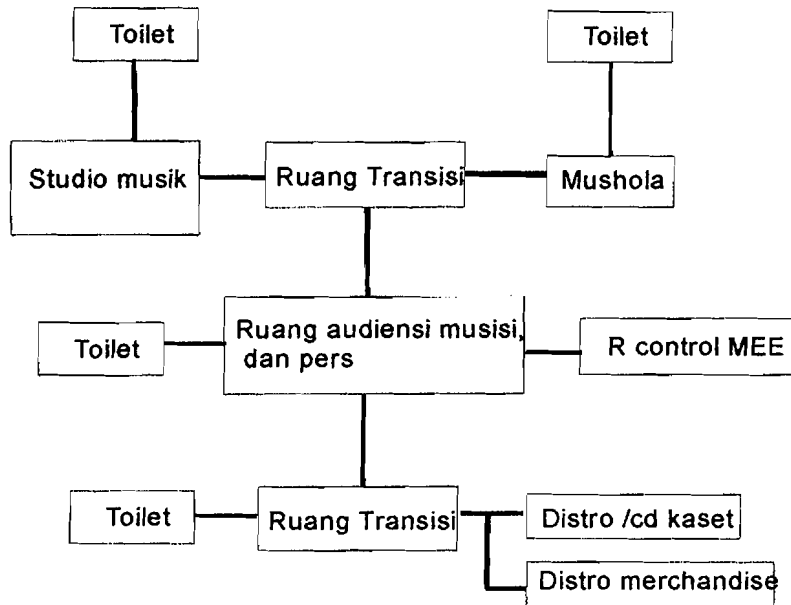 Toilet
Toilet
Studio musik
Ruang Transisi
Mushola
Toilet
Ruang audiensi musisi,
dan pers
R control MEE
Toilet
Ruang Transisi
Distro /cd kaset
Distro merchandise